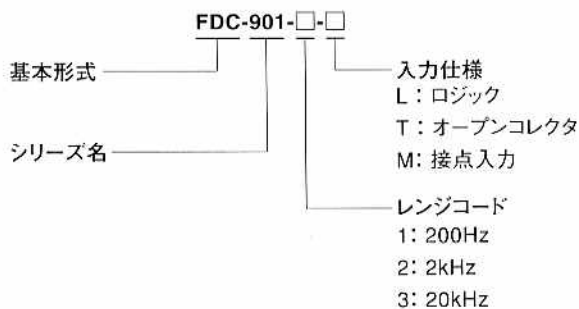 FDC-901-□-□
基本形式
シリーズ名
入力仕様
L：ロジック
T：オープンコレクタ
M：接点入力
レンジコード
1：200Hz
2：2kHz
3：20kHz